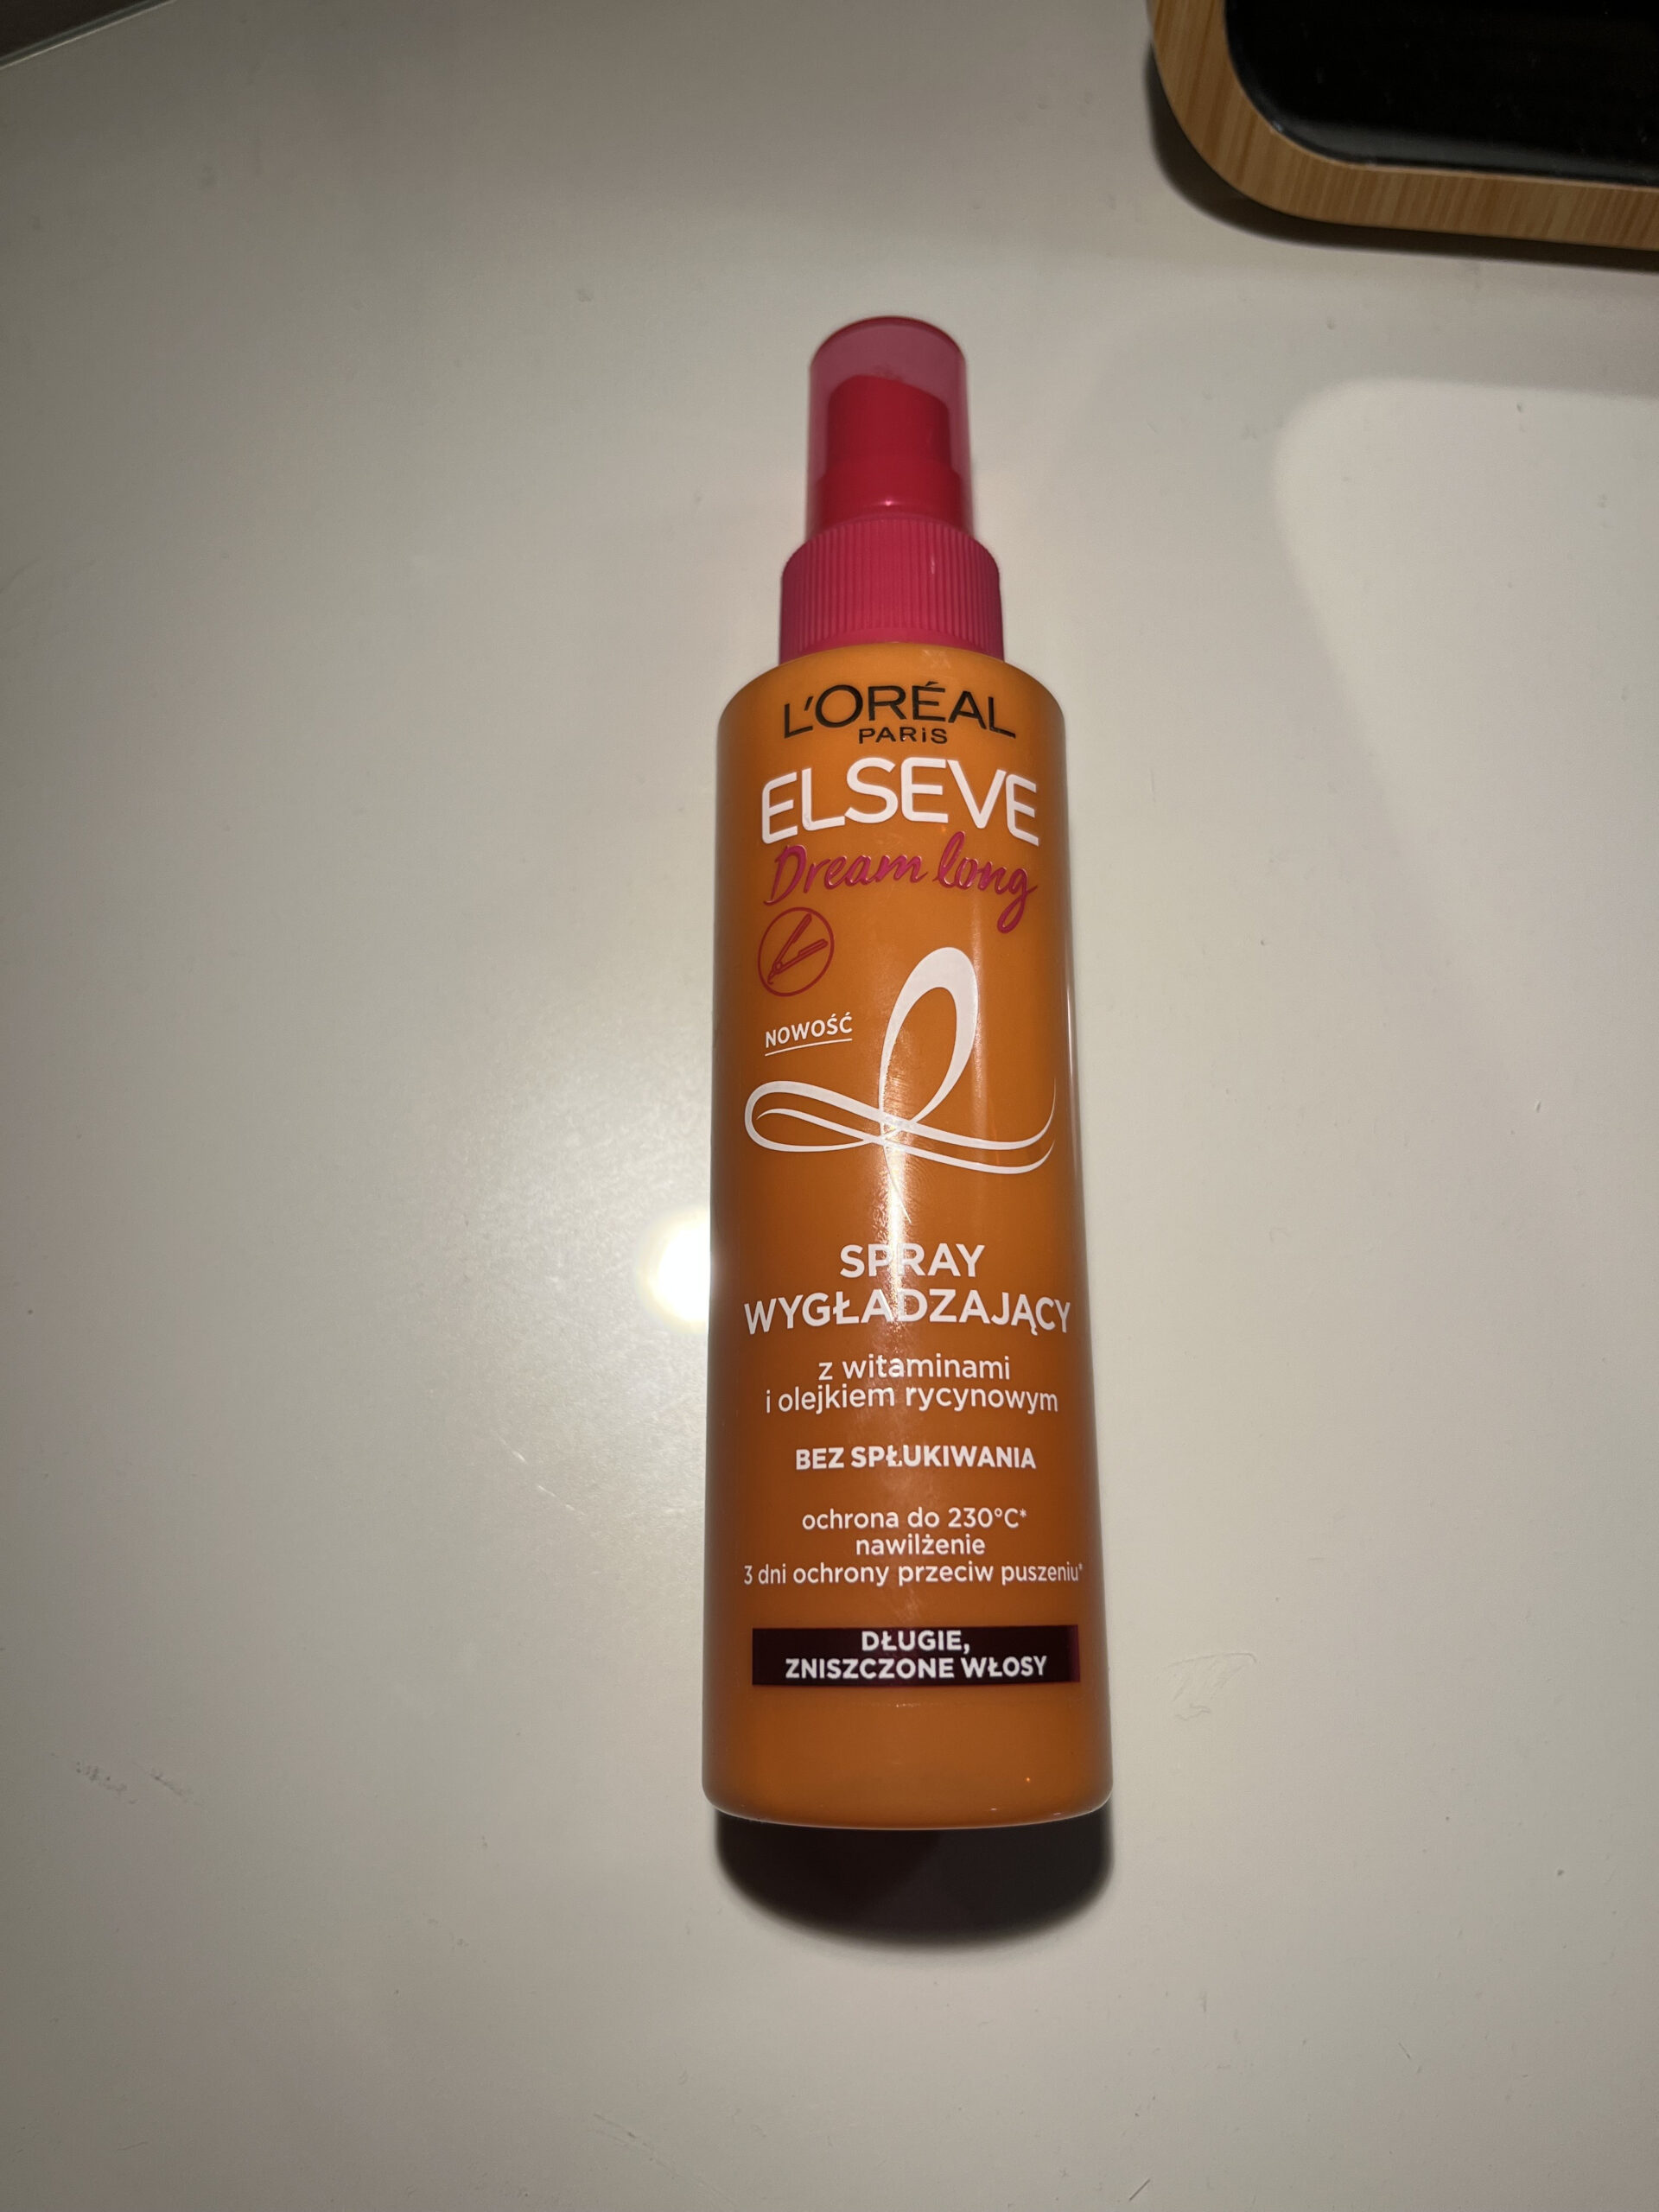 L'ORÉAL
PARiS
ELSEVE
Dream long
NOWOŚĆ
SPRAY
WYGŁADZAJĄCY
z witaminami
i olejkiem rycynowym
BEZ SPŁUKIWANIA
ochrona do 230°C*
nawilżenie
3 dni ochrony przeciw puszeniu*
DŁUGIE,
ZNISZCZONE WŁOSY